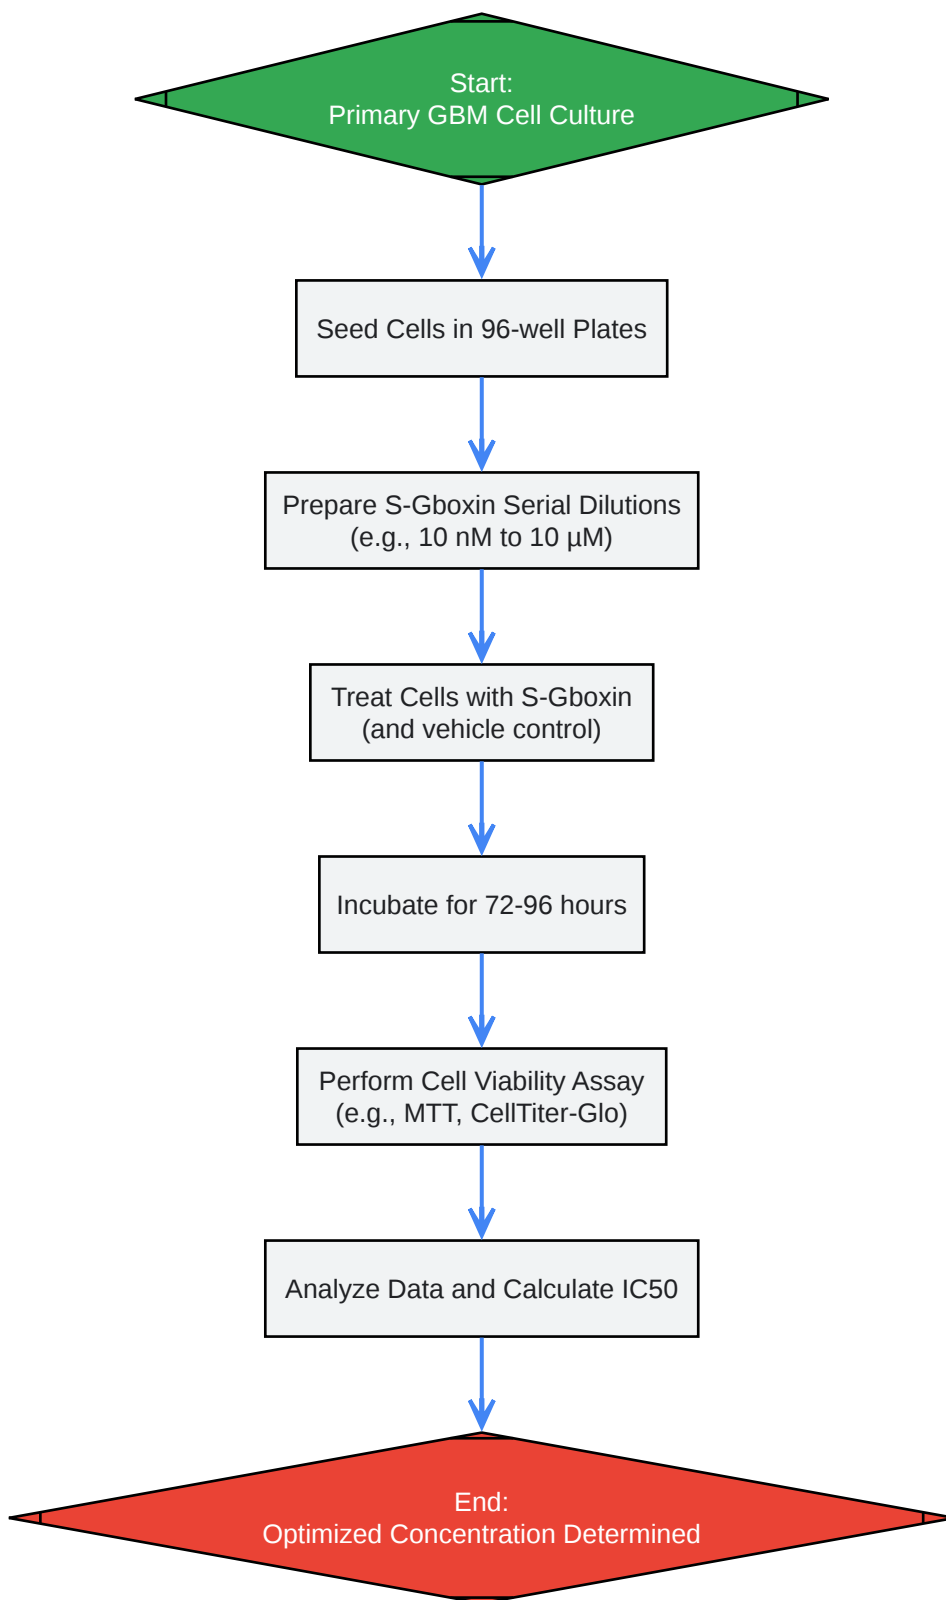 Start:
Primary GBM Cell Culture
Seed Cells in 96-well Plates
Prepare S-Gboxin Serial Dilutions
(e.g., 10 nM to 10 µM)
Treat Cells with S-Gboxin
(and vehicle control)
Incubate for 72-96 hours
Perform Cell Viability Assay
(e.g., MTT, CellTiter-Glo)
Analyze Data and Calculate IC50
End:
Optimized Concentration Determined